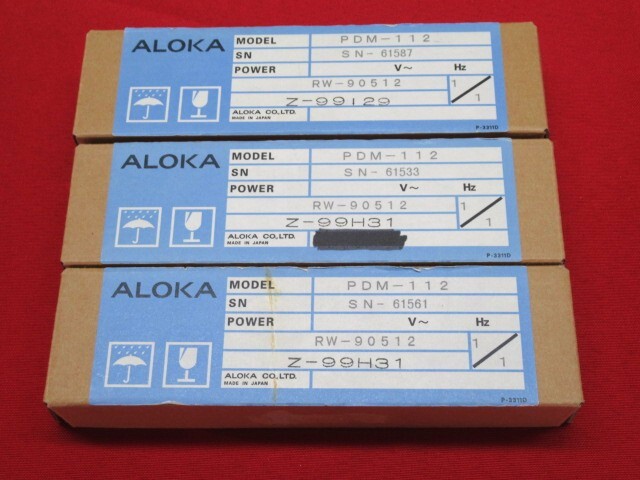 ALOKA
MODEL PDM-112
SN SN-61587
POWER V~ Hz
RW-90512 1/1
Z-99129
ALOKA CO.,LTD.
MADE IN JAPAN
P-3311D
ALOKA
MODEL PDM-112
SN SN-61533
POWER V~ Hz
RW-90512 1/1
Z-99H31
ALOKA CO.,LTD.
MADE IN JAPAN
P-3311D
ALOKA
MODEL PDM-112
SN SN-61561
POWER V~ Hz
RW-90512 1/1
Z-99H31
ALOKA CO.,LTD.
MADE IN JAPAN
P-3311D